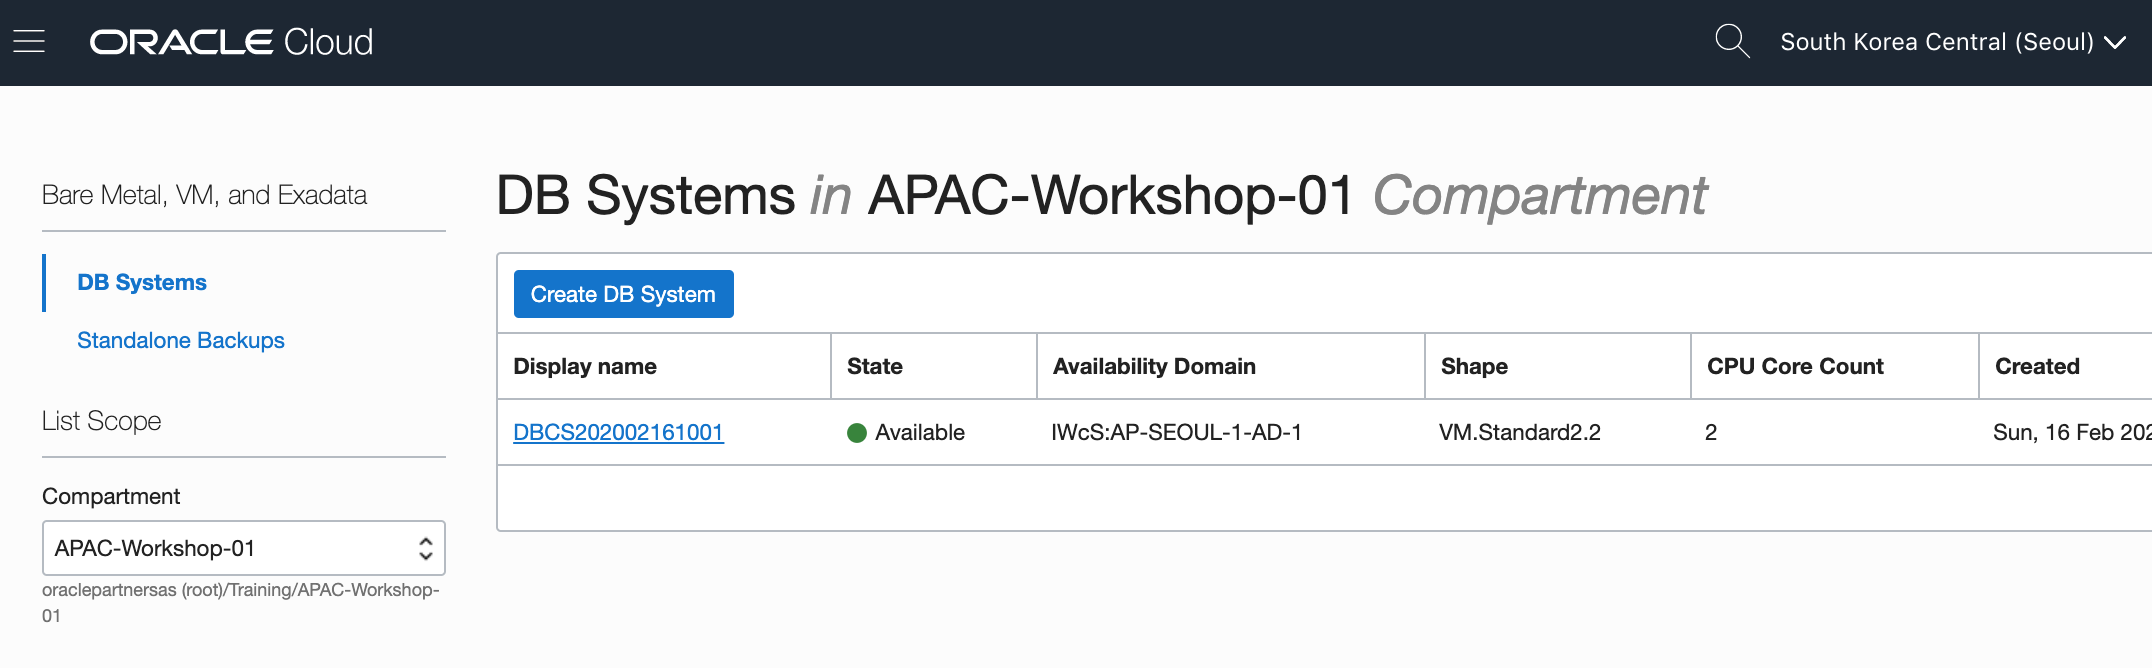 ORACLE Cloud
South Korea Central (Seoul)
Bare Metal, VM, and Exadata
DB Systems
Standalone Backups
List Scope
Compartment
APAC-Workshop-01
oraclepartnersas (root)/Training/APAC-Workshop-
01
DB Systems in APAC-Workshop-01 Compartment
Create DB System
Display name State Availability Domain Shape CPU Core Count Created
DBCS202002161001 Available IWcS:AP-SEOUL-1-AD-1 VM.Standard2.2 2 Sun, 16 Feb 202